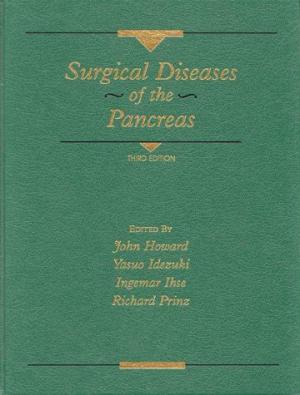 Surgical Diseases
~ of the ~
Pancreas
THIRD EDITION
EDITED BY
John Howard
Yasuo Idezuki
Ingemar Ihse
Richard Prinz